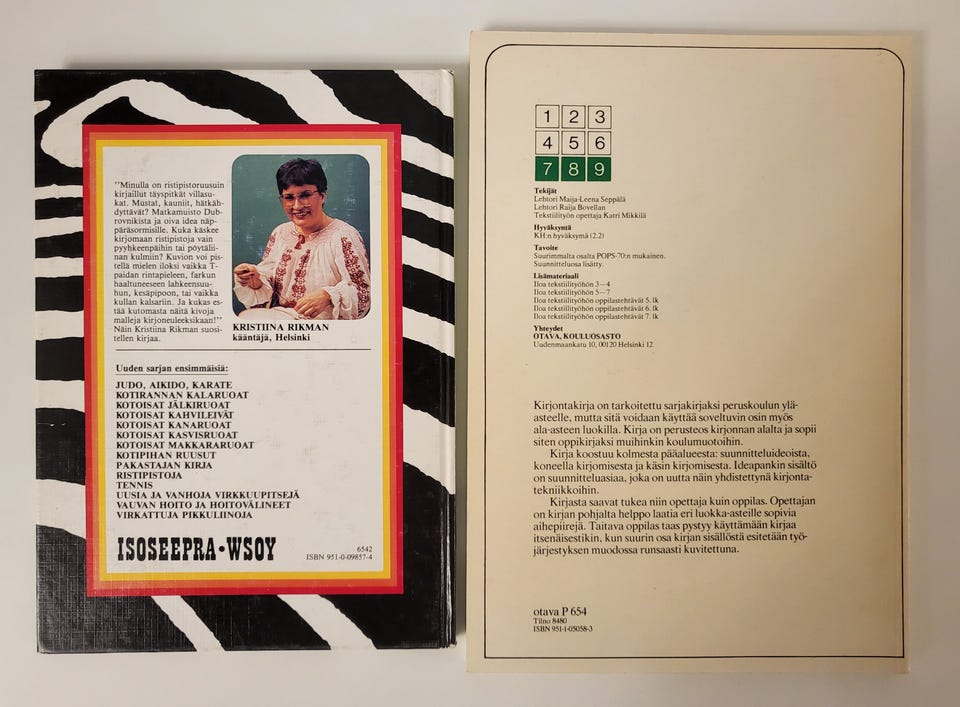 "Minulla on ristipistoruusuin
kirjaillut täyspitkät villasu-
kat. Mustat, kauniit, hätkäh-
dyttävät? Matkamuisto Dub-
rovnikista ja oiva idea näp-
päräsormisille. Kuka käskee
kirjomaan ristipistoja vain
pyyhkeenpäihin tai pöytälii-
nan kulmiin? Kuvion voi pis-
tellä mielen iloksi vaikka T-
paidan rintapieleen, farkun
haaltuneeseen lahkeensuu-
hun, kesäpipoon, tai vaikka
kullan kalsariin. Ja kukas es-
tää kutomasta näitä kivoja
malleja kirjoneuleeksikaan!"
Näin Kristiina Rikman suosi-
tellen kirjaa.
KRISTIINA RIKMAN
kääntäjä, Helsinki
Uuden sarjan ensimmäisiä:
JUDO, AIKIDO, KARATE
KOTIRANNAN KALARUOAT
KOTOISAT JÄLKIRUOAT
KOTOISAT KAHVILEIVÄT
KOTOISAT KANARUOAT
KOTOISAT KASVISRUOAT
KOTOISAT MAKKARARUOAT
KOTIPIHAN RUUSUT
PAKASTAJAN KIRJA
RISTIPISTOJA
TENNIS
UUSIA JA VANHOJA VIRKKUUPITSEJÄ
VAUVAN HOITO JA HOITOVÄLINEET
VIRKATTUJA PIKKULIINOJA
ISOSEEPRA•WSOY
6542
ISBN 951-0-09857-4
1 2 3
4 5 6
7 8 9
Tekijät
Lehtori Maija-Leena Seppälä
Lehtori Raija Bovellan
Tekstiilityön opettaja Katri Mikkilä
Hyväksyntä
KH:n hyväksymä (2.2)
Tavoite
Suurimmalta osalta POPS-70:n mukainen.
Suunnitteluosa lisätty.
Lisämateriaali
Iloa tekstiilityöhön 3—4
Iloa tekstiilityöhön 5—7
Iloa tekstiilityöhön oppilastehtävät 5. lk
Iloa tekstiilityöhön oppilastehtävät 6. lk
Iloa tekstiilityöhön oppilastehtävät 7. lk
Yhteydet
OTAVA, KOULUOSASTO
Uudenmaankatu 10, 00120 Helsinki 12
Kirjontakirja on tarkoitettu sarjakirjaksi peruskoulun ylä-
asteelle, mutta sitä voidaan käyttää soveltuvin osin myös
ala-asteen luokilla. Kirja on perusteos kirjonnan alalta ja sopii
siten oppikirjaksi muihinkin koulumuotoihin.
Kirja koostuu kolmesta pääalueesta: suunnitteluideoista,
koneella kirjomisesta ja käsin kirjomisesta. Ideapankin sisältö
on suunnitteluasiaa, joka on uutta näin yhdistettynä kirjonta-
tekniikkoihin.
Kirjasta saavat tukea niin opettaja kuin oppilas. Opettajan
on kirjan pohjalta helppo laatia eri luokka-asteille sopivia
aihepiirejä. Taitava oppilas taas pystyy käyttämään kirjaa
itsenäisestikin, kun suurin osa kirjan sisällöstä esitetään työ-
järjestyksen muodossa runsaasti kuvitettuna.
otava P 654
Tilno 8480
ISBN 951-1-05058-3